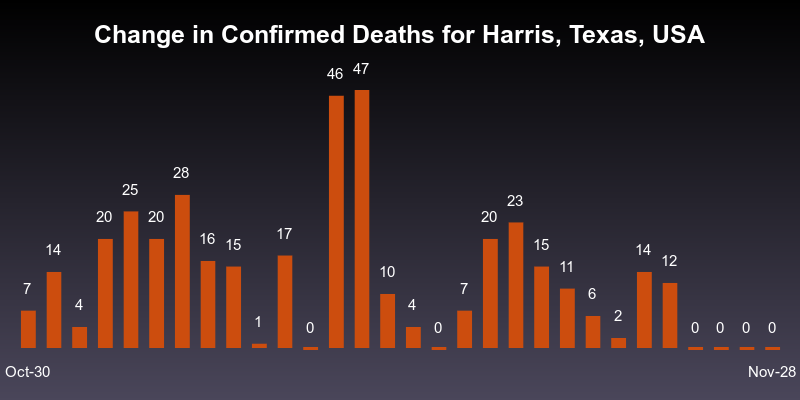 Change in Confirmed Deaths for Harris, Texas, USA
7 14 4 20 25 20 28 16 15 1 17 0 46 47 10 4 0 7 20 23 15 11 6 2 14 12 0 0 0 0
Oct-30 Nov-28